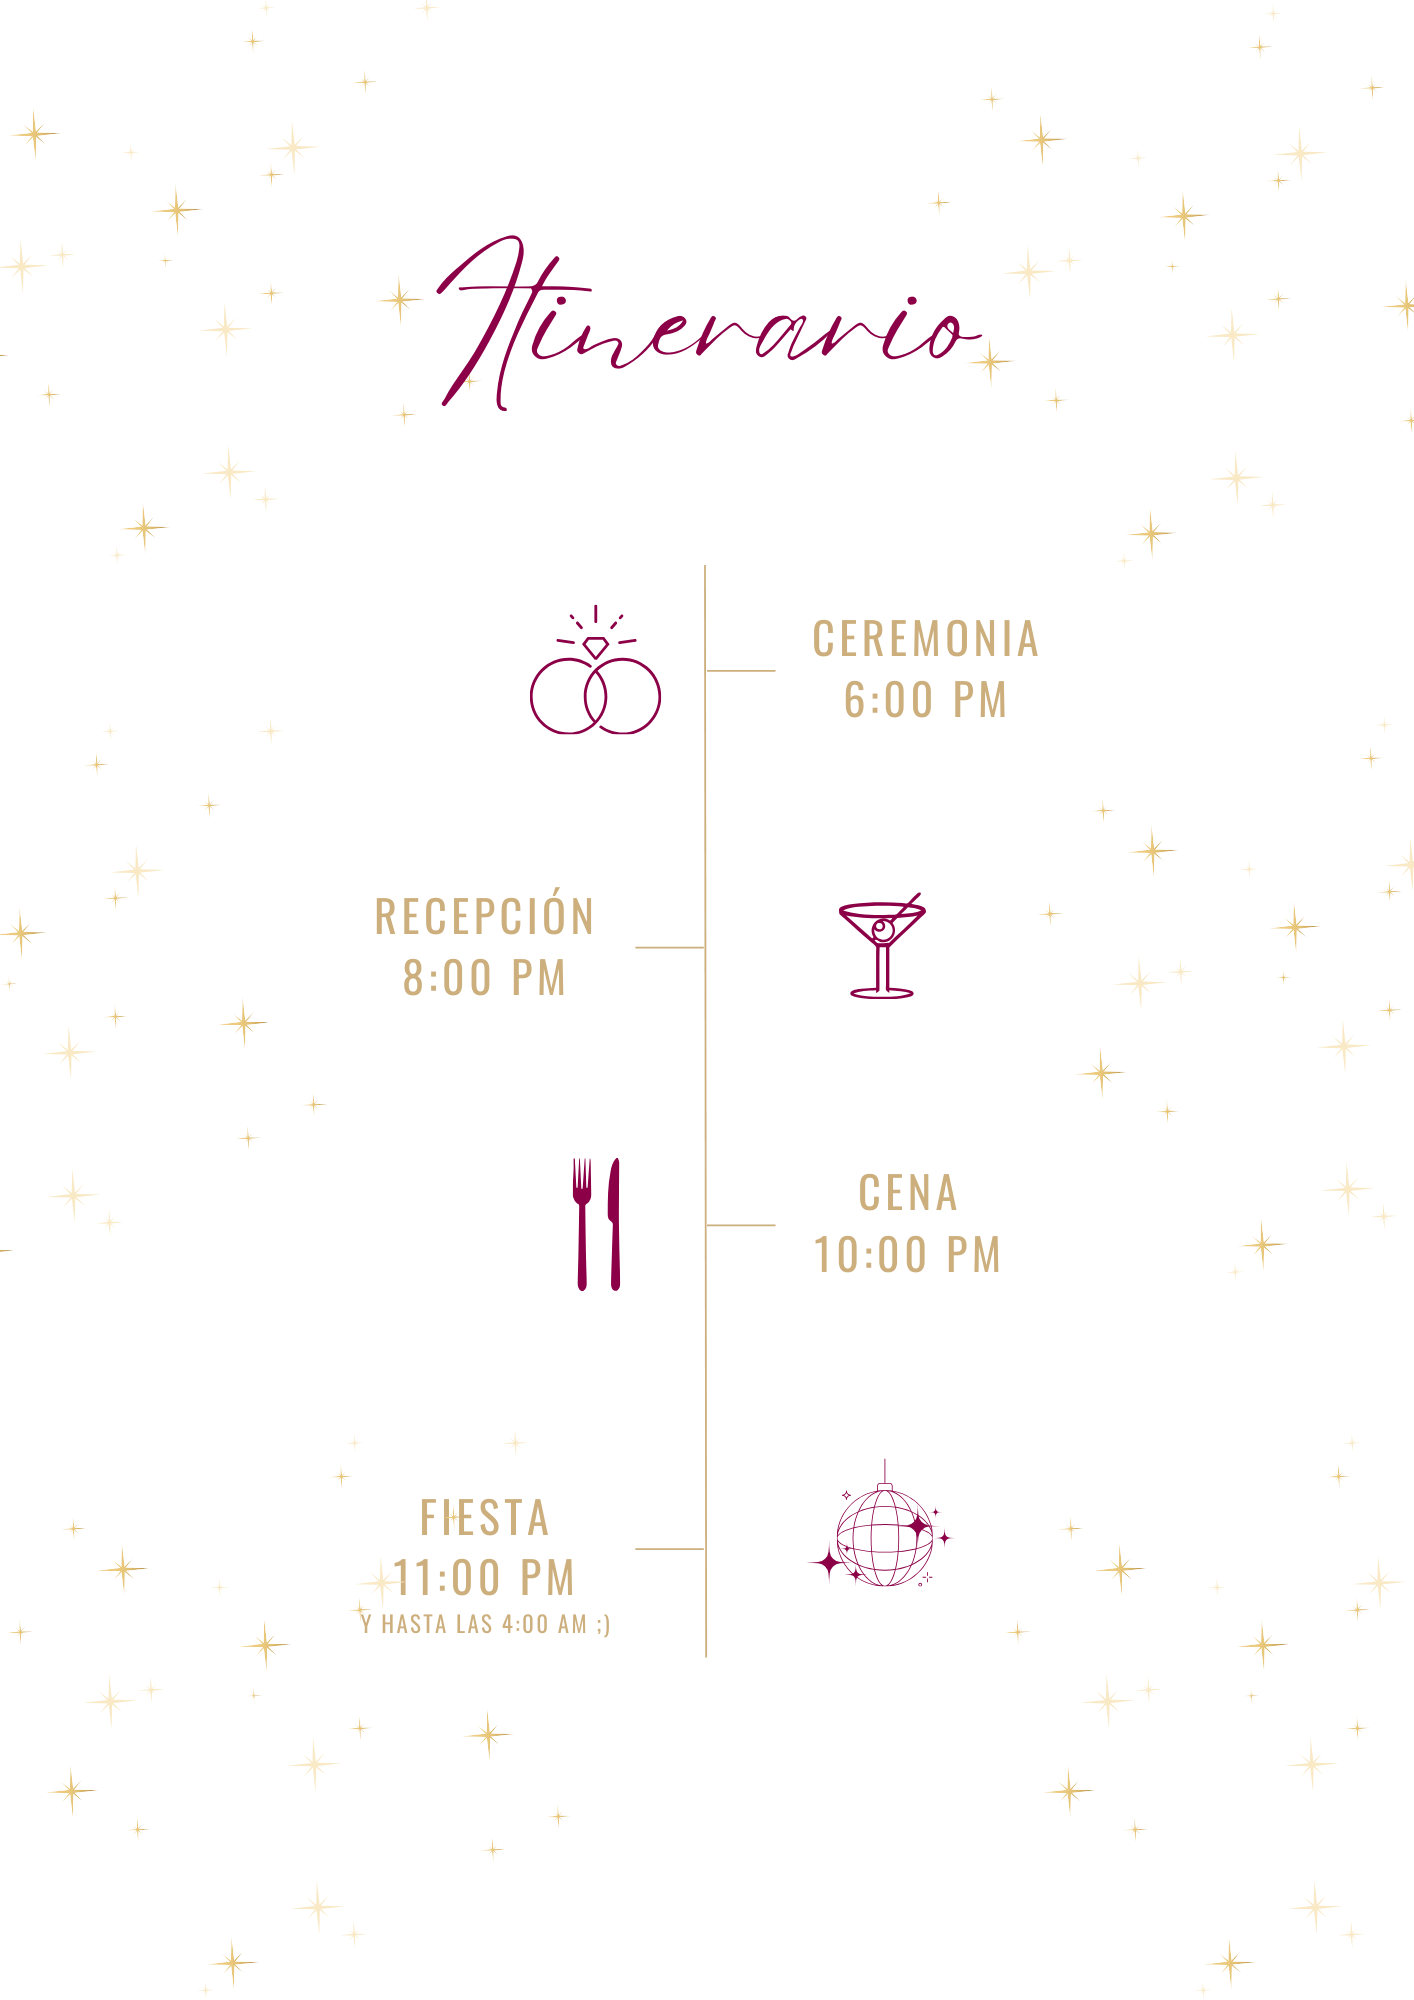 Itinerario
CEREMONIA
6:00 PM
RECEPCIÓN
8:00 PM
CENA
10:00 PM
FIESTA
11:00 PM
Y HASTA LAS 4:00 AM ;)